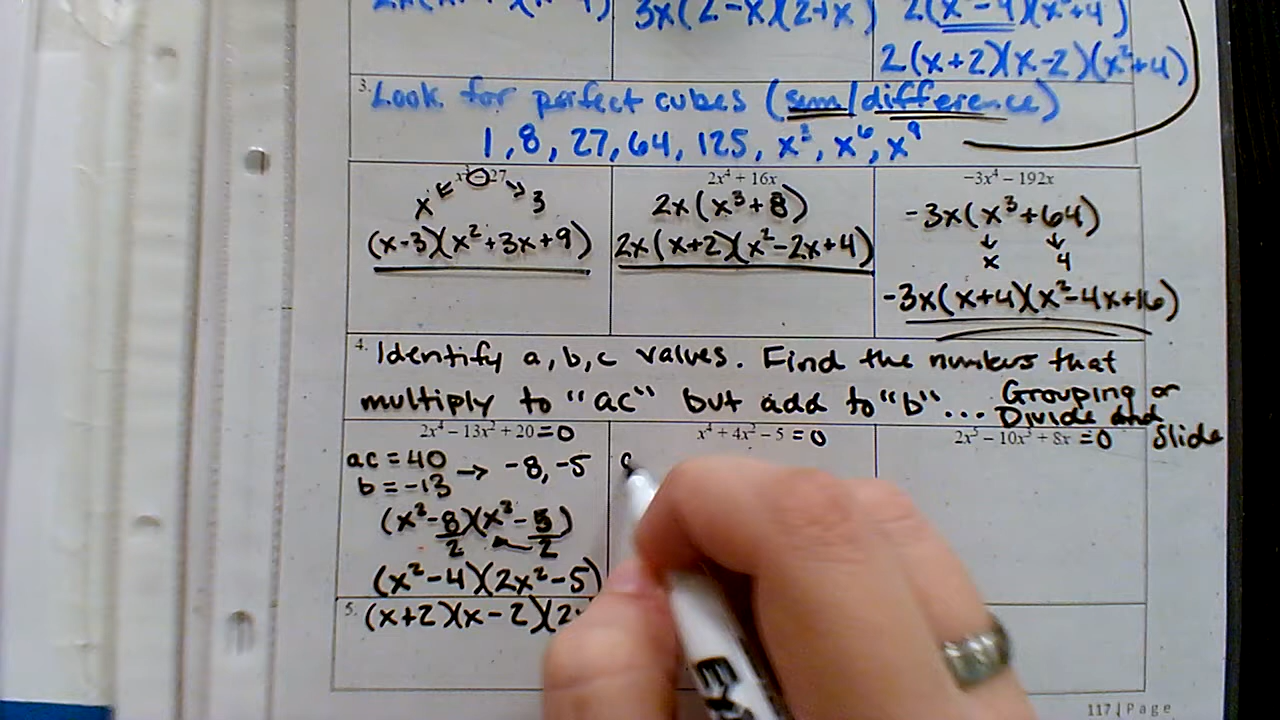 3x(2-x)(2+x)
2(x²-4)(x²+4)
2(x+2)(x-2)(x²+4)
3. Look for perfect cubes (sum/difference)
1, 8, 27, 64, 125, x³, x⁶, x⁹
x³ - 27
x 3
(x-3)(x²+3x+9)
2x⁴ + 16x
2x(x³+8)
2x(x+2)(x²-2x+4)
-3x⁴ - 192x
-3x(x³+64)
x 4
-3x(x+4)(x²-4x+16)
4. Identify a, b, c values. Find the numbers that
multiply to "ac" but add to "b"... Grouping or
Divide and
Slide
2x⁴ - 13x² + 20 = 0
ac = 40 → -8, -5
b = -13
(x²-8/2)(x²-5/2)
(x²-4)(2x²-5)
x⁴ + 4x² - 5 = 0
2x⁵ - 10x³ + 8x = 0
5. (x+2)(x-2)(2
117 | Page